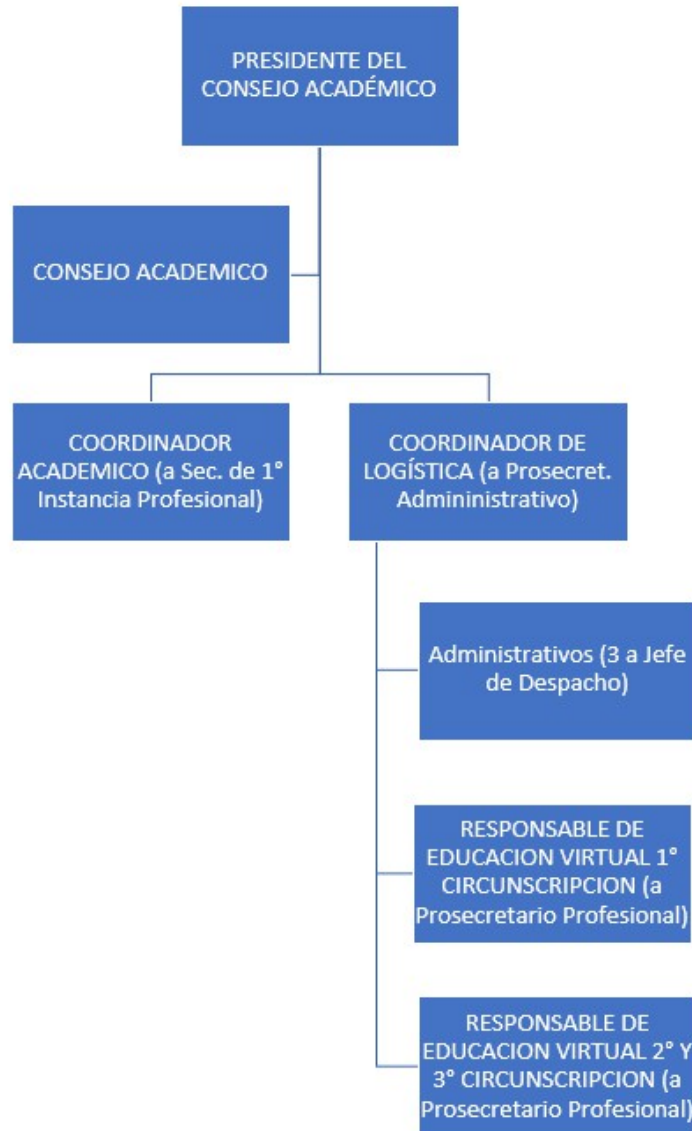 PRESIDENTE DEL
CONSEJO ACADÉMICO
CONSEJO ACADEMICO
COORDINADOR
ACADEMICO (a Sec. de 1°
Instancia Profesional)
COORDINADOR DE
LOGÍSTICA (a Prosecret.
Admininistrativo)
Administrativos (3 a Jefe
de Despacho)
RESPONSABLE DE
EDUCACION VIRTUAL 1°
CIRCUNSCRIPCION (a
Prosecretario Profesional)
RESPONSABLE DE
EDUCACION VIRTUAL 2° Y
3° CIRCUNSCRIPCION (a
Prosecretario Profesional)